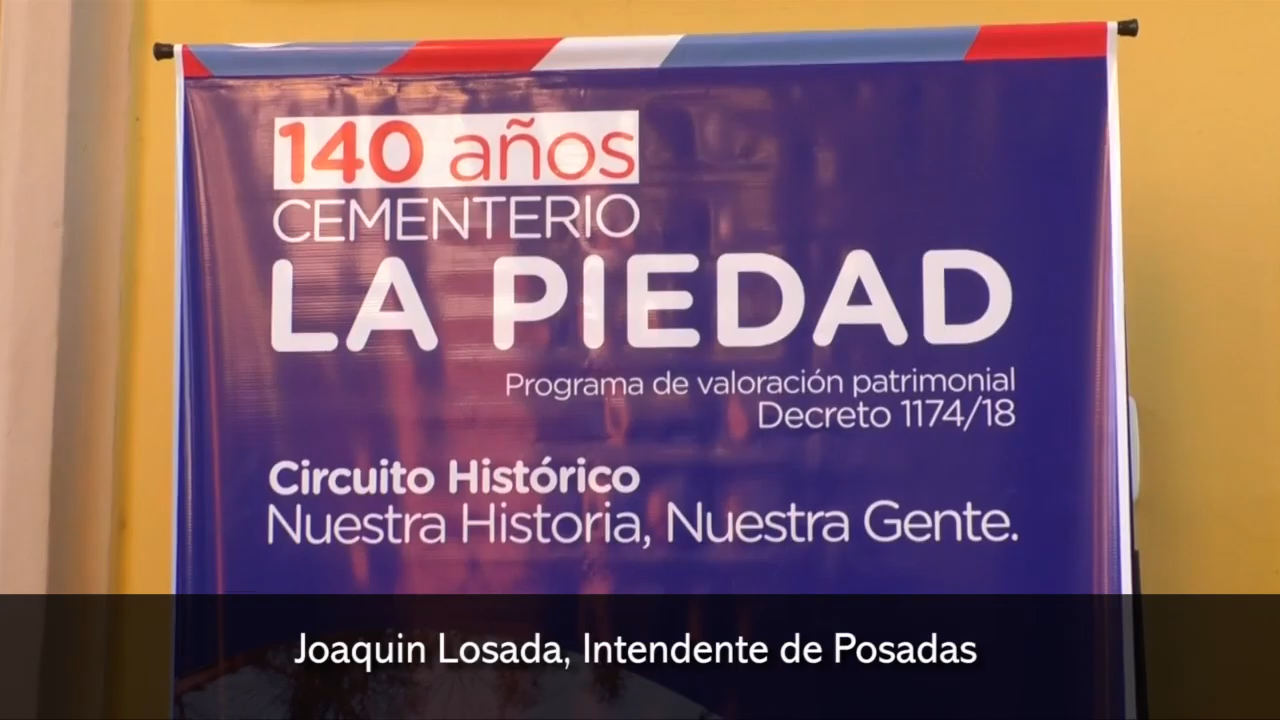 140 años
CEMENTERIO
LA PIEDAD
Programa de valoración patrimonial
Decreto 1174/18
Circuito Histórico
Nuestra Historia, Nuestra Gente.
Joaquin Losada, Intendente de Posadas